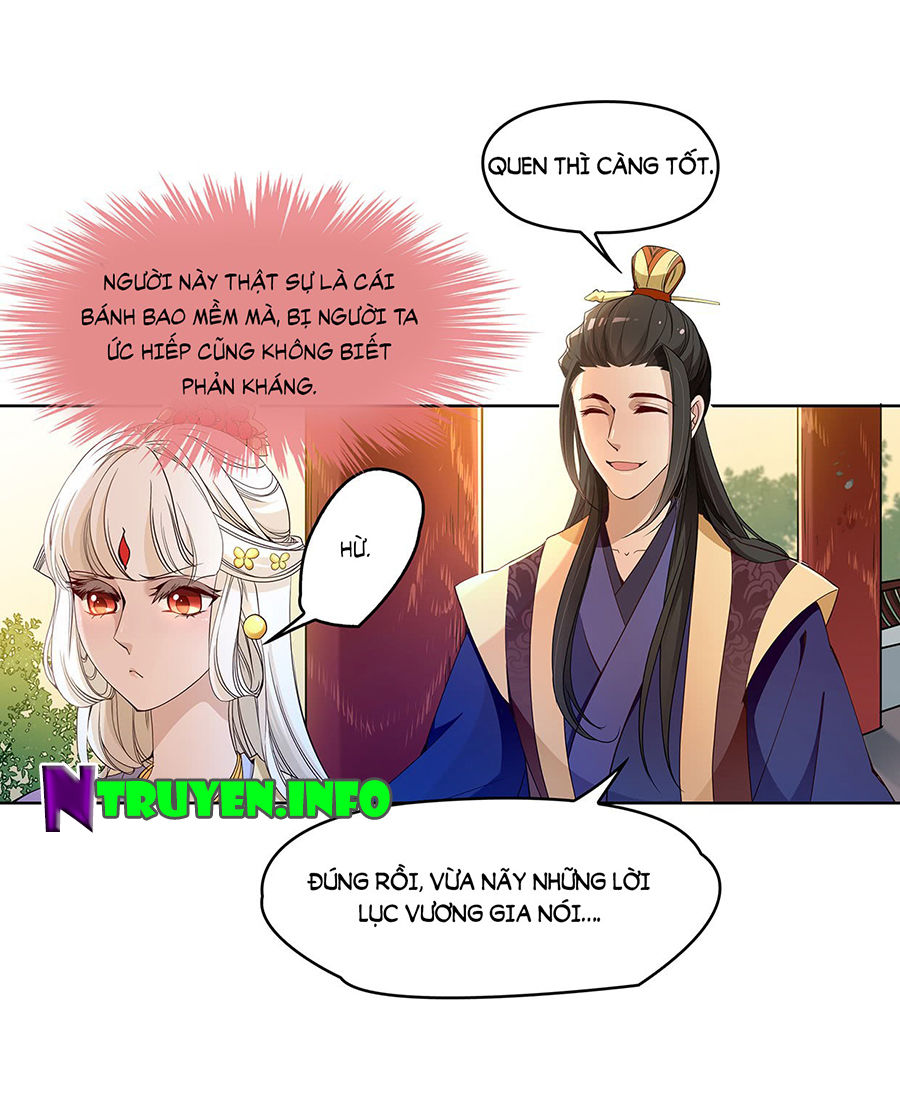 QUEN THÌ CÀNG TỐT.
NGƯỜI NÀY THẬT SỰ LÀ CÁI
BÁNH BAO MỀM MÀ, BỊ NGƯỜI TA
ỨC HIẾP CŨNG KHÔNG BIẾT
PHẢN KHÁNG.
HỪ.
NTRUYEN.INFO
ĐÚNG RỒI, VỪA NÃY NHỮNG LỜI
LỤC VƯƠNG GIA NÓI....